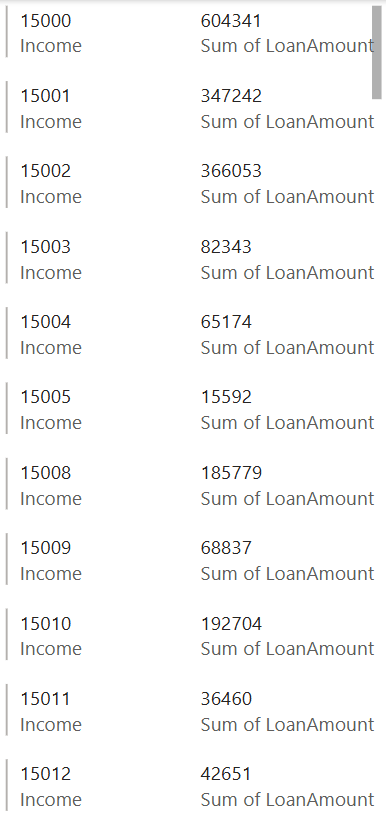 15000 604341
Income Sum of LoanAmount
15001 347242
Income Sum of LoanAmount
15002 366053
Income Sum of LoanAmount
15003 82343
Income Sum of LoanAmount
15004 65174
Income Sum of LoanAmount
15005 15592
Income Sum of LoanAmount
15008 185779
Income Sum of LoanAmount
15009 68837
Income Sum of LoanAmount
15010 192704
Income Sum of LoanAmount
15011 36460
Income Sum of LoanAmount
15012 42651
Income Sum of LoanAmount